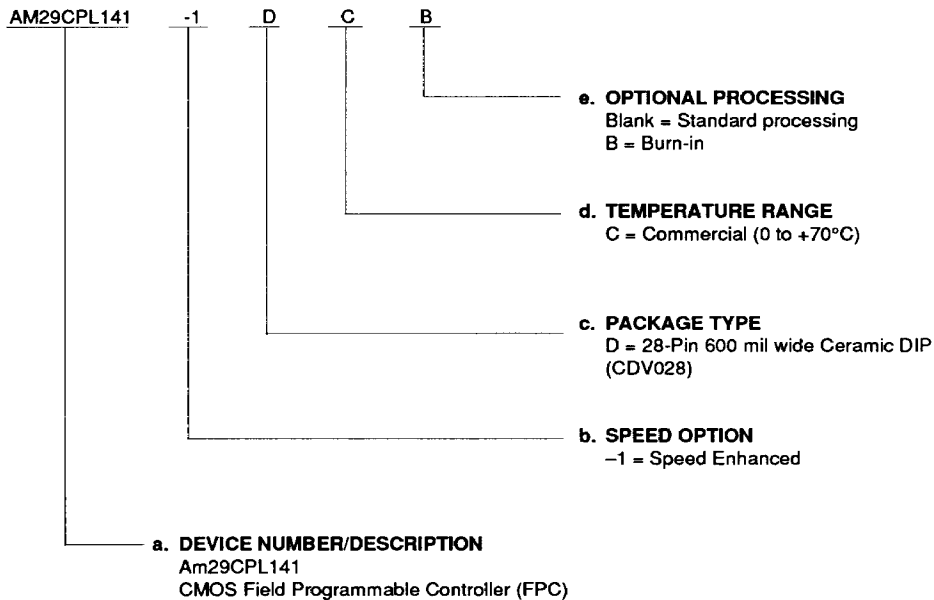 AM29CPL141 -1 D C B
e. OPTIONAL PROCESSING
Blank = Standard processing
B = Burn-in
d. TEMPERATURE RANGE
C = Commercial (0 to +70°C)
c. PACKAGE TYPE
D = 28-Pin 600 mil wide Ceramic DIP
(CDV028)
b. SPEED OPTION
–1 = Speed Enhanced
a. DEVICE NUMBER/DESCRIPTION
Am29CPL141
CMOS Field Programmable Controller (FPC)